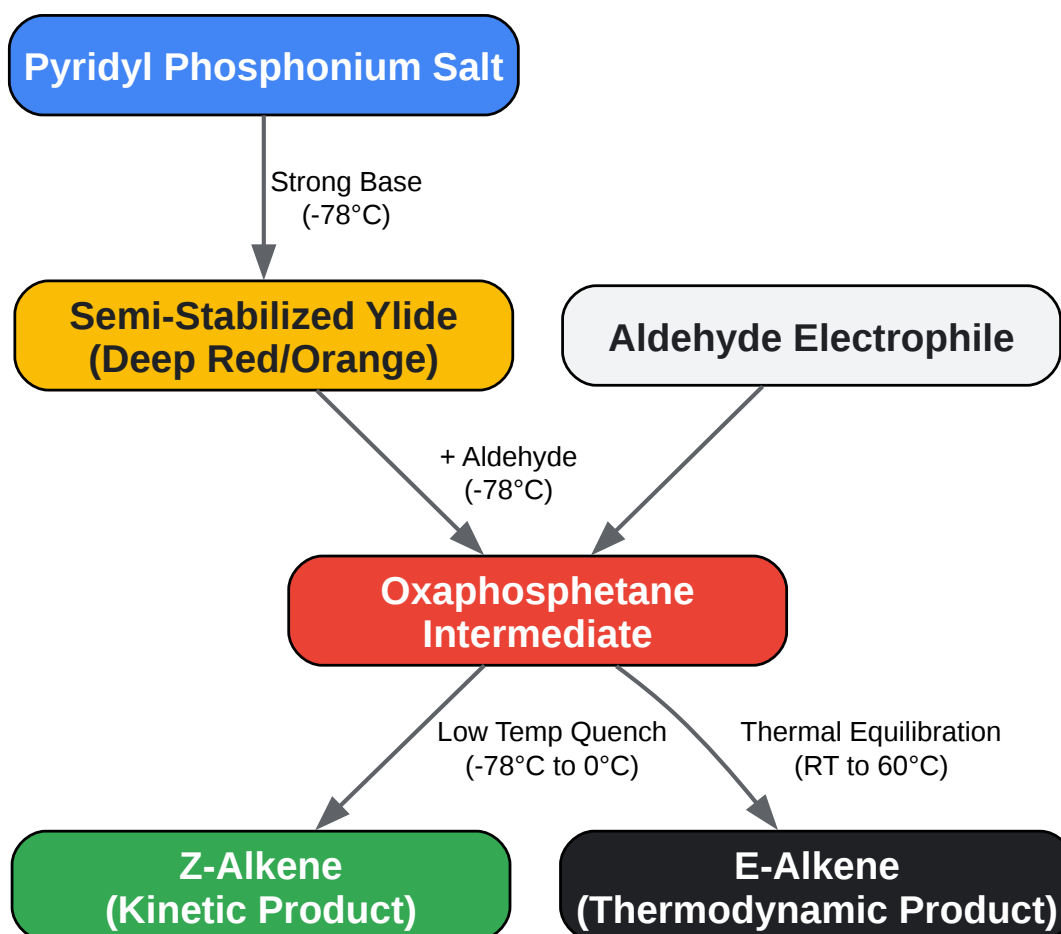 Pyridyl Phosphonium Salt
Strong Base
(-78°C)
Semi-Stabilized Ylide
(Deep Red/Orange)
Aldehyde Electrophile
+ Aldehyde
(-78°C)
Oxaphosphetane
Intermediate
Low Temp Quench
(-78°C to 0°C)
Thermal Equilibration
(RT to 60°C)
Z-Alkene
(Kinetic Product)
E-Alkene
(Thermodynamic Product)